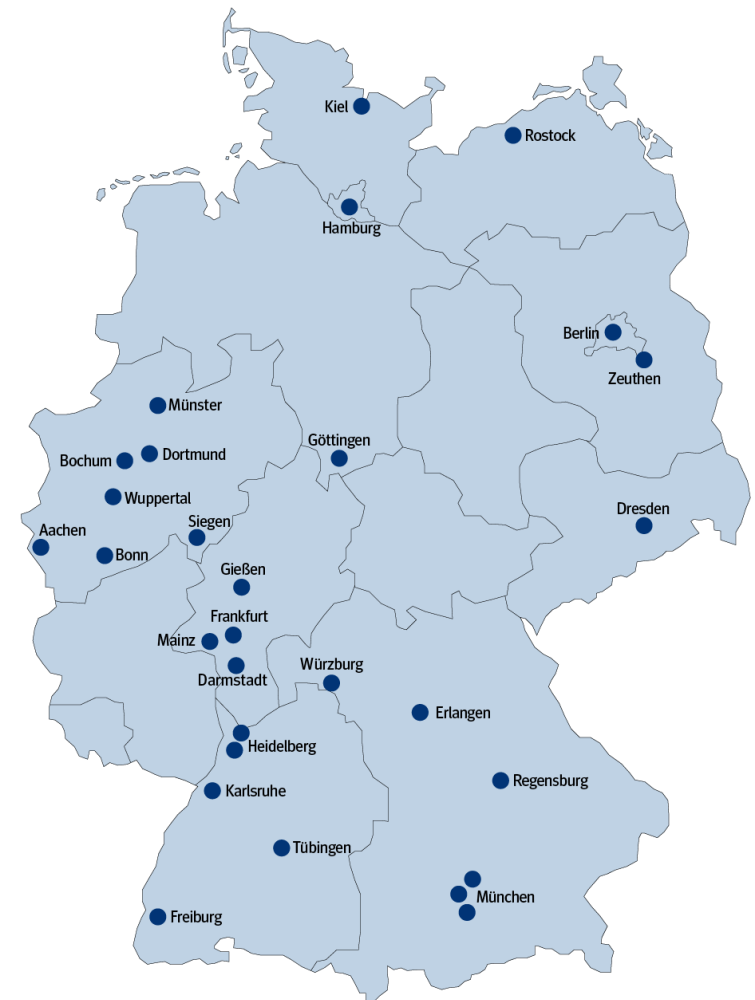 Kiel
Rostock
Hamburg
Berlin
Zeuthen
Münster
Göttingen
Bochum
Dortmund
Wuppertal
Dresden
Siegen
Aachen
Bonn
Gießen
Frankfurt
Mainz
Würzburg
Darmstadt
Erlangen
Heidelberg
Regensburg
Karlsruhe
Tübingen
München
Freiburg